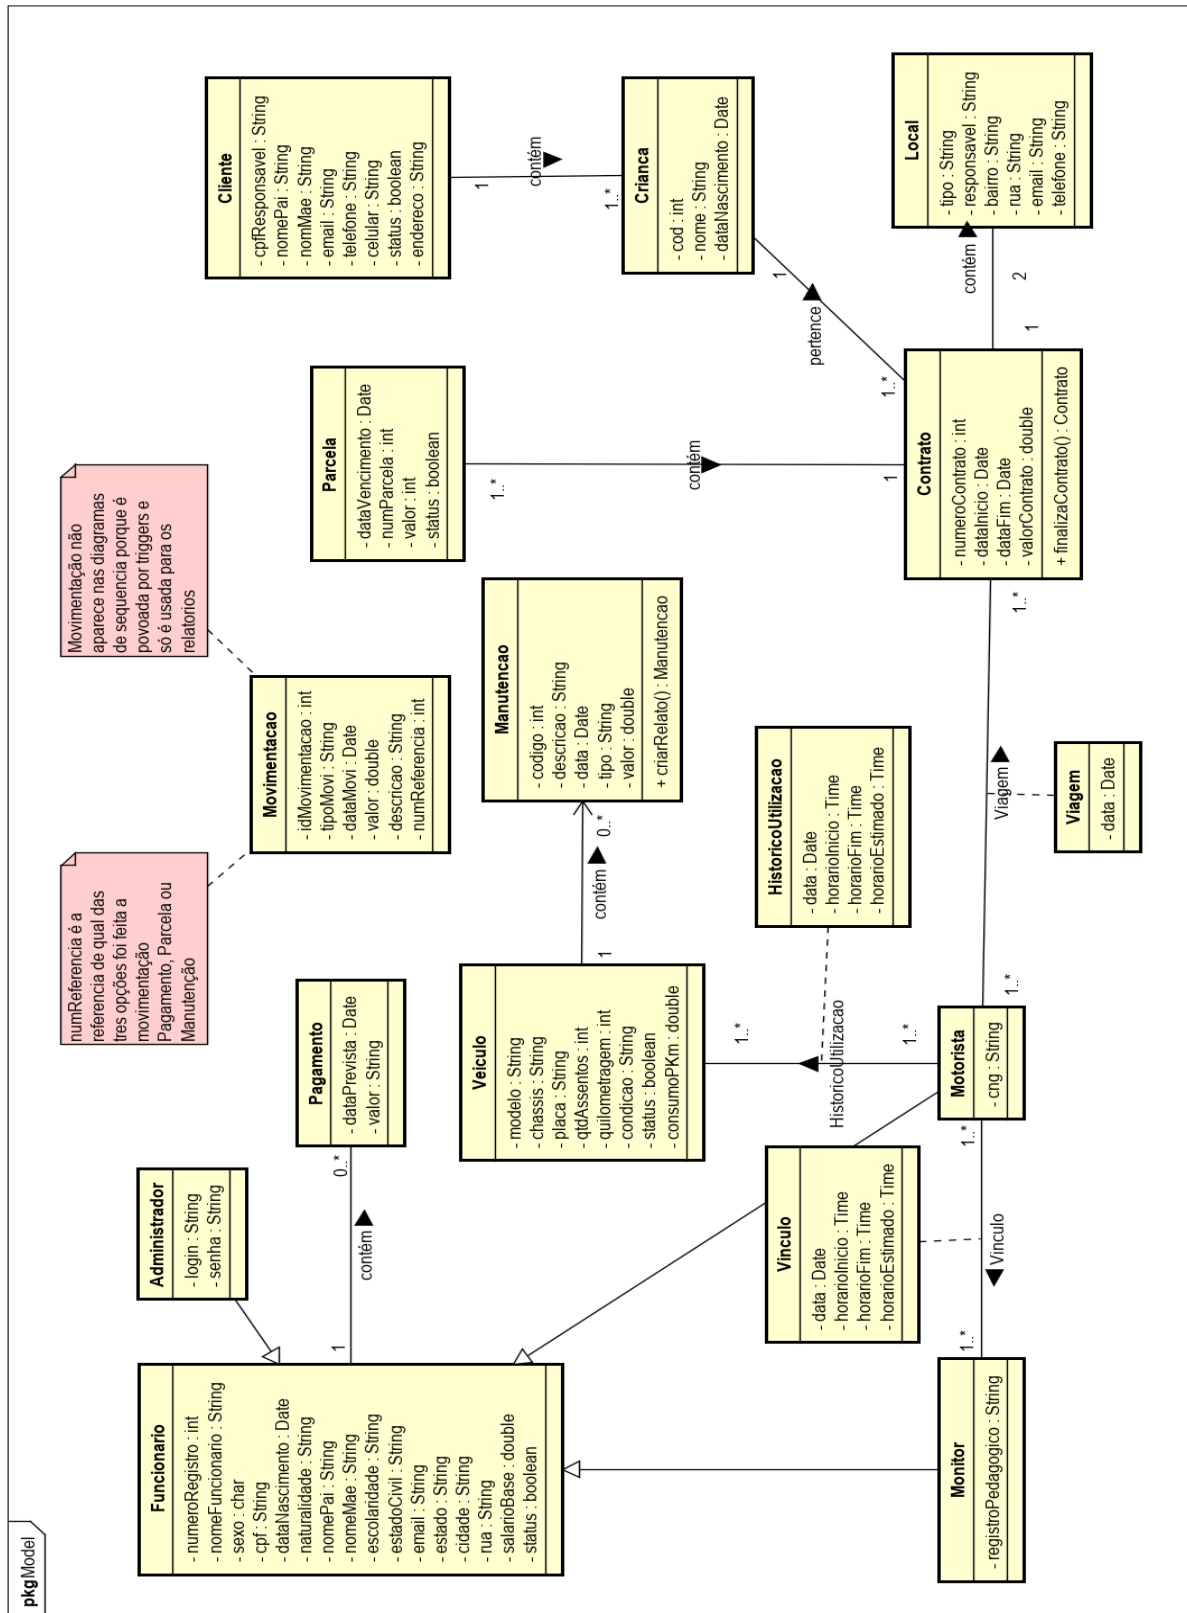 pkgModel
Funcionario
- numeroRegistro : int
- nomeFuncionario : String
- sexo : char
- cpf : String
- dataNascimento : Date
- naturalidade : String
- nomePai : String
- nomeMae : String
- escolaridade : String
- estadoCivil : String
- email : String
- estado : String
- cidade : String
- rua : String
- salarioBase : double
- status : boolean
Administrador
- login : String
- senha : String
1
contém
0..*
Pagamento
- dataPrevista : Date
- valor : String
numReferencia é a
referencia de qual das
tres opções foi feita a
movimentação
Pagamento, Parcela ou
Manutenção
Movimentacao
- idMovimentacao : int
- tipoMovi : String
- dataMovi : Date
- valor : double
- descricao : String
- numReferencia : int
Movimentação não
aparece nas diagramas
de sequencia porque é
povoada por triggers e
só é usada para os
relatorios
Parcela
- dataVencimento : Date
- numParcela : int
- valor : int
- status : boolean
1..*
contém
1
Cliente
- cpfResponsavel : String
- nomePai : String
- nomMae : String
- email : String
- telefone : String
- celular : String
- status : boolean
- endereco : String
1
contém
1..*
Crianca
- cod : int
- nome : String
- dataNascimento : Date
1
pertence
1..*
Veiculo
- modelo : String
- chassis : String
- placa : String
- qtdAssentos : int
- quilometragem : int
- condicao : String
- status : boolean
- consumoPKm : double
1
contém
0..*
Manutencao
- codigo : int
- descricao : String
- data : Date
- tipo : String
- valor : double
+ criarRelato() : Manutencao
1..*
HistoricoUtilizacao
1..*
HistoricoUtilizacao
- data : Date
- horarioInicio : Time
- horarioFim : Time
- horarioEstimado : Time
Vinculo
- data : Date
- horarioInicio : Time
- horarioFim : Time
- horarioEstimado : Time
Monitor
- registroPedagogico : String
1..*
Vinculo
1..*
Motorista
- cng : String
1..*
Viagem
1..*
Viagem
- data : Date
Contrato
- numeroContrato : int
- dataInicio : Date
- dataFim : Date
- valorContrato : double
+ finalizaContrato() : Contrato
1
contém
2
Local
- tipo : String
- responsavel : String
- bairro : String
- rua : String
- email : String
- telefone : String